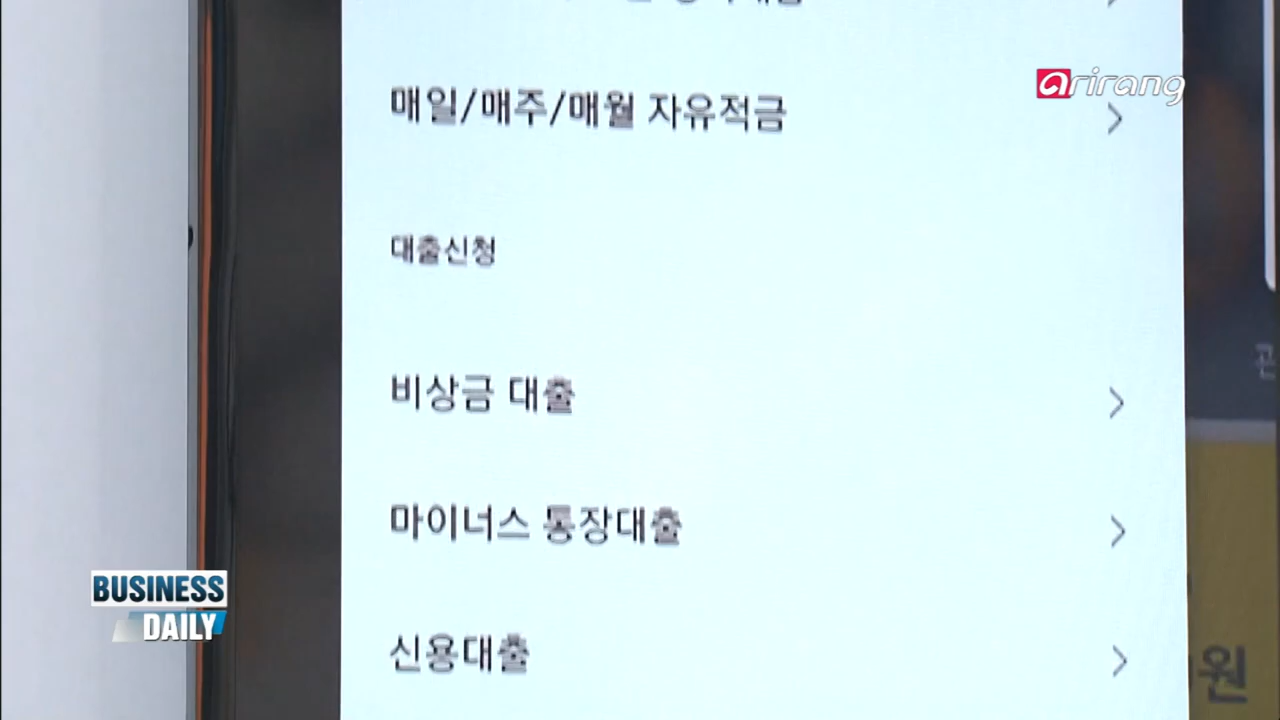 arirang
매일/매주/매월 자유적금
대출신청
비상금 대출
마이너스 통장대출
BUSINESS
DAILY
신용대출
원